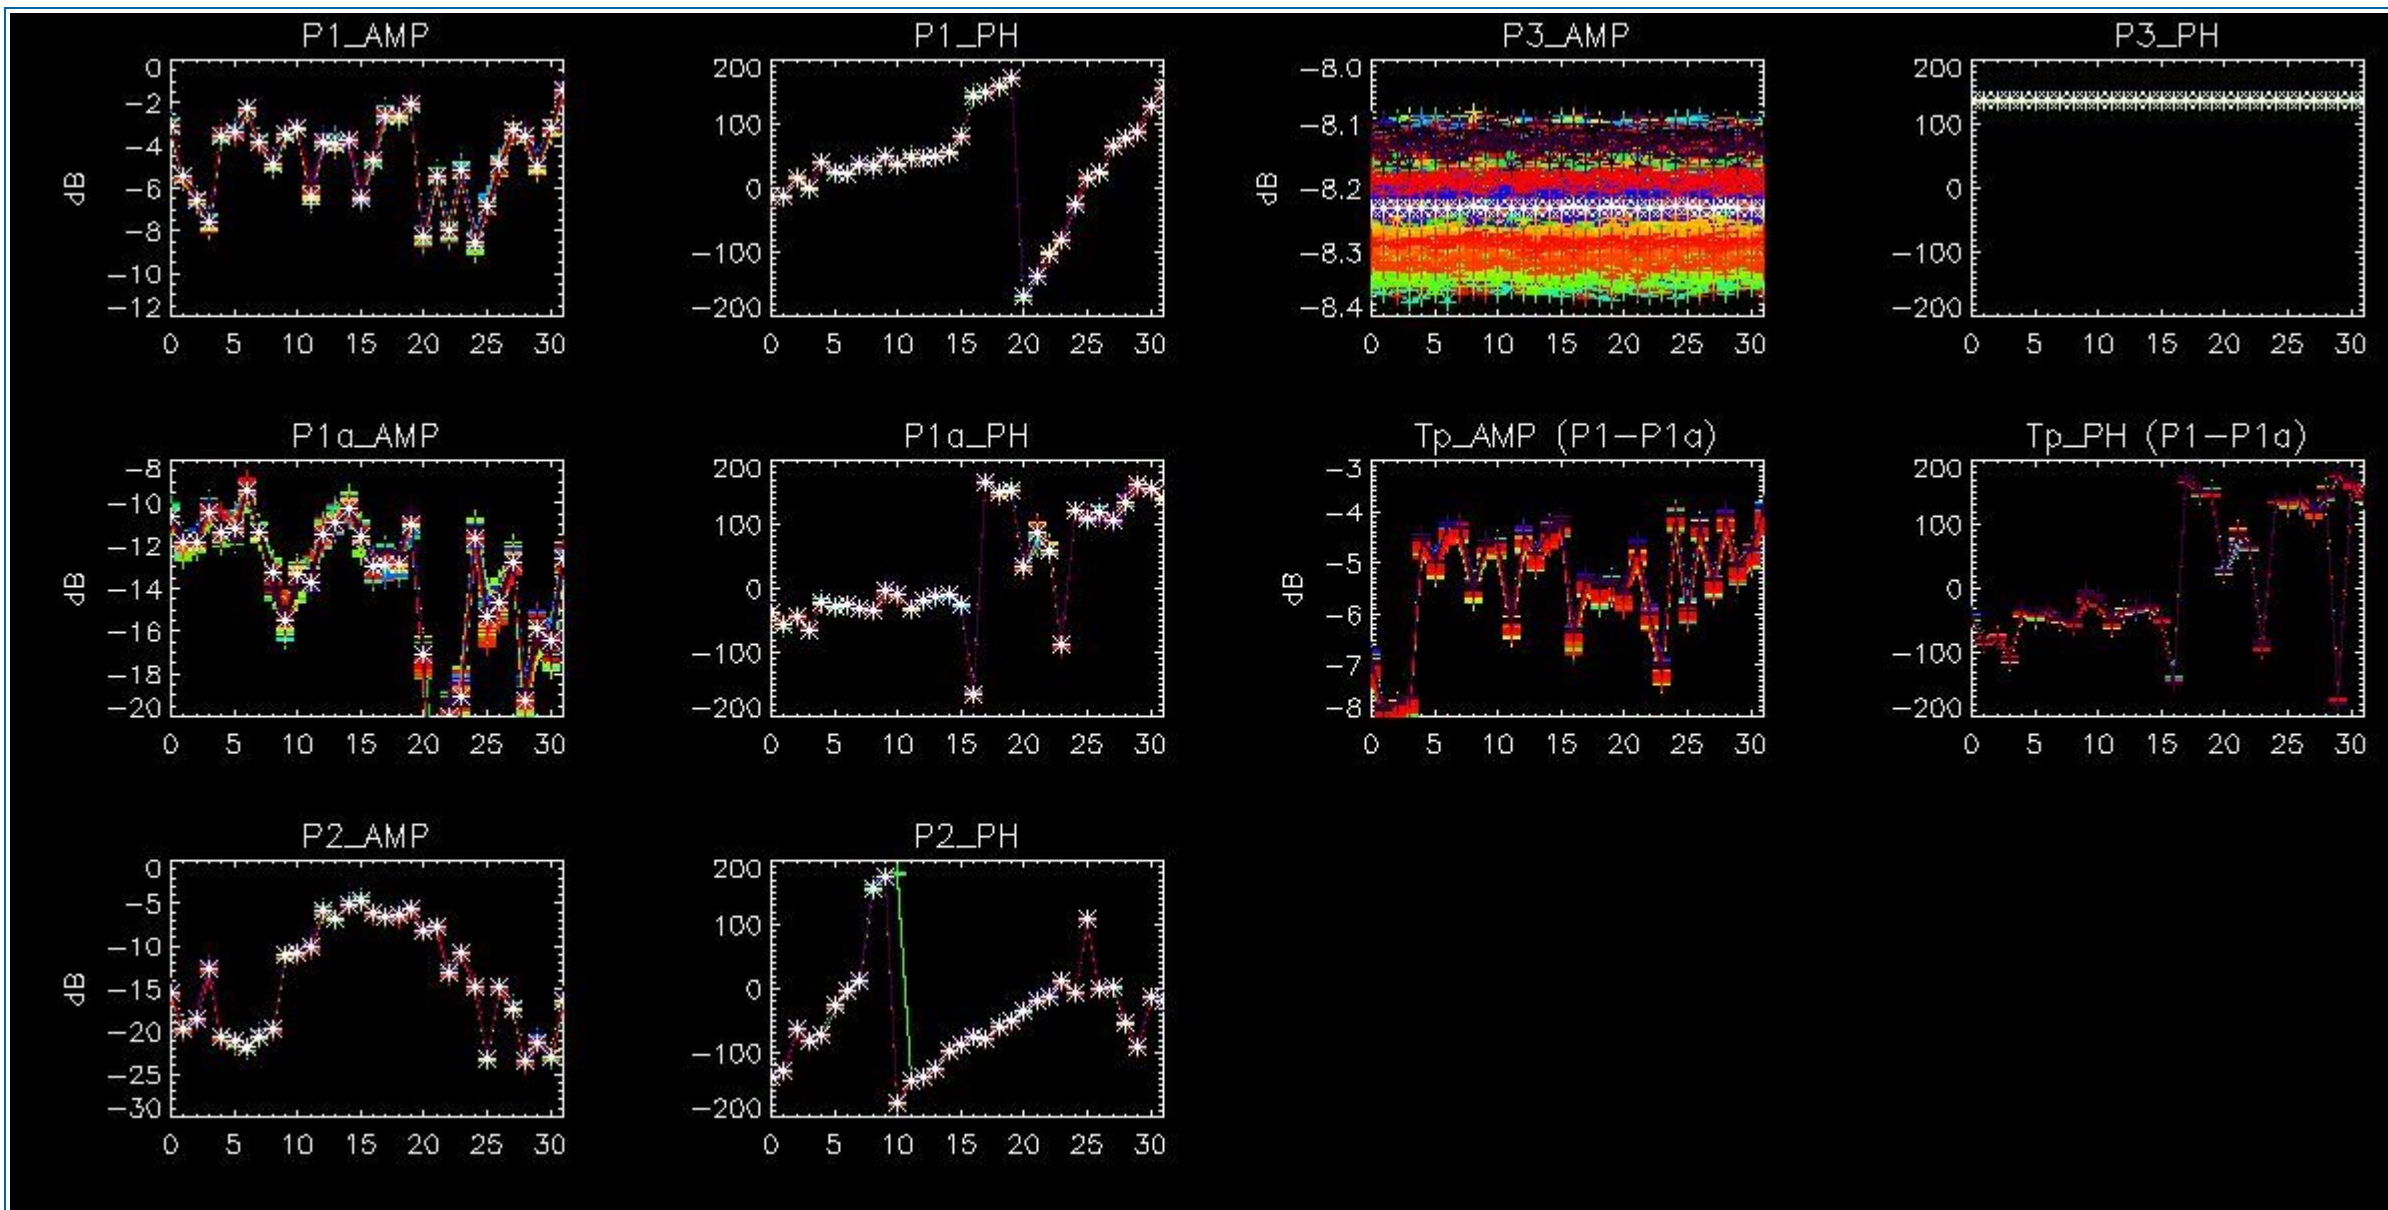 P1_AMP P1_PH P3_AMP P3_PH
0 200 −8.0 200
−2
−4 100 −8.1 100
dB −6 0 dB −8.2 0
−8
−10 −100 −8.3 −100
−12 −200 −8.4 −200
0 5 10 15 20 25 30 0 5 10 15 20 25 30 0 5 10 15 20 25 30 0 5 10 15 20 25 30
P1a_AMP P1a_PH Tp_AMP (P1−P1a) Tp_PH (P1−P1a)
−8 200 −3 200
−10 100 −4 100
−12
dB −14 0 dB −5 0
−16 −6
−18 −100 −7 −100
−20 −200 −8 −200
0 5 10 15 20 25 30 0 5 10 15 20 25 30 0 5 10 15 20 25 30 0 5 10 15 20 25 30
P2_AMP P2_PH
0 200
−5 100
−10
dB −15 0
−20
−25 −100
−30 −200
0 5 10 15 20 25 30 0 5 10 15 20 25 30